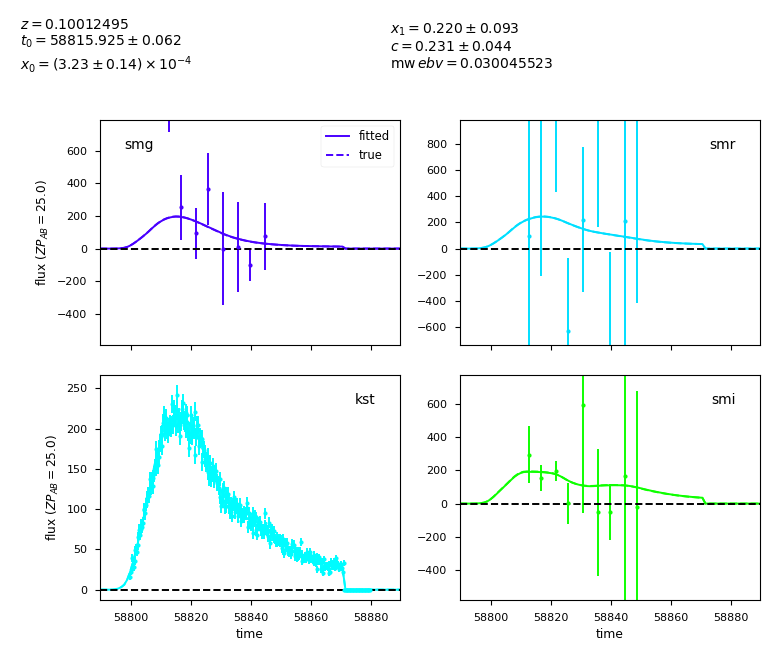 z = 0.10012495
t0 = 58815.925 ± 0.062
x0 = (3.23 ± 0.14) × 10^−4
x1 = 0.220 ± 0.093
c = 0.231 ± 0.044
mw ebv = 0.030045523
smg
fitted
true
600
400
200
0
−200
−400
flux (ZP_AB = 25.0)
smr
800
600
400
200
0
−200
−400
−600
kst
250
200
150
100
50
0
flux (ZP_AB = 25.0)
58800 58820 58840 58860 58880
time
smi
600
400
200
0
−200
−400
58800 58820 58840 58860 58880
time